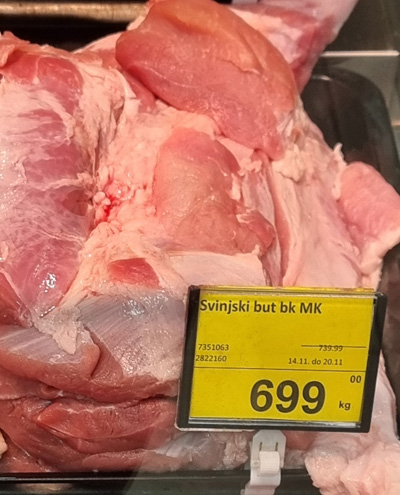 Svinjski but bk MK
7351063 739.99
2822160 14.11. do 20.11
699 00 kg